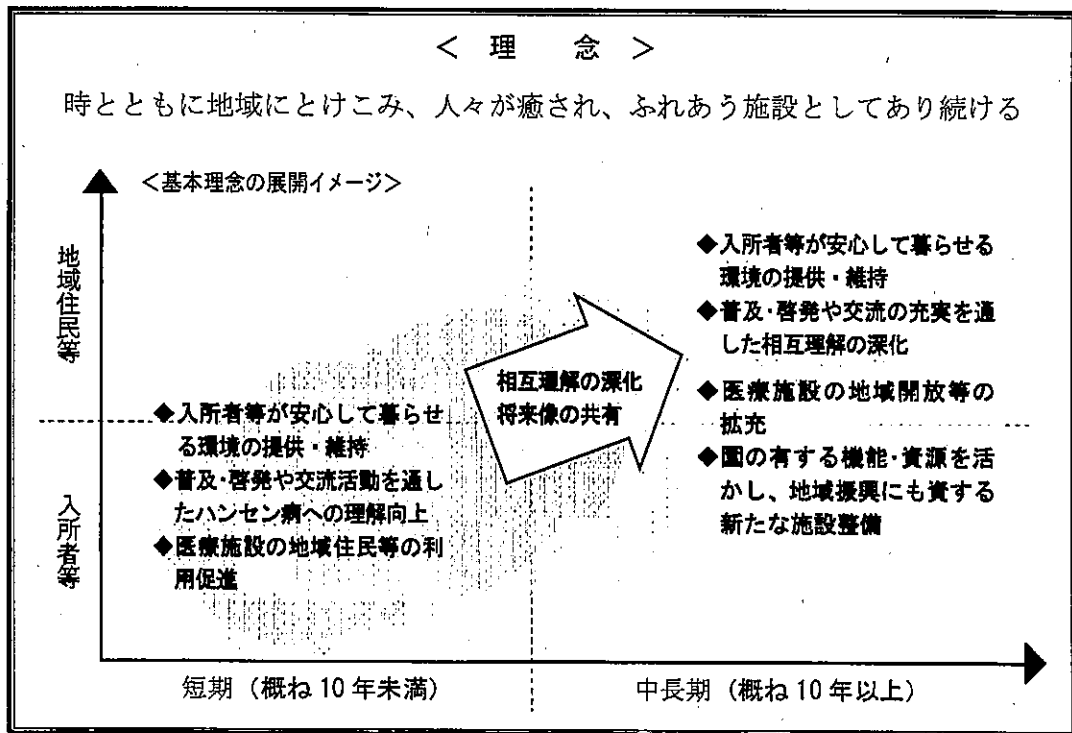 ＜ 理 念 ＞
時とともに地域にとけこみ、人々が癒され、ふれあう施設としてあり続ける
＜基本理念の展開イメージ＞
地域住民等
入所者等
◆入所者等が安心して暮らせ
る環境の提供・維持
◆普及・啓発や交流活動を通し
たハンセン病への理解向上
◆医療施設の地域住民等の利
用促進
相互理解の深化
将来像の共有
◆入所者等が安心して暮らせる
環境の提供・維持
◆普及・啓発や交流の充実を通
した相互理解の深化
◆医療施設の地域開放等の
拡充
◆園の有する機能・資源を活
かし、地域振興にも資する
新たな施設整備
短期（概ね 10 年未満）
中長期（概ね 10 年以上）